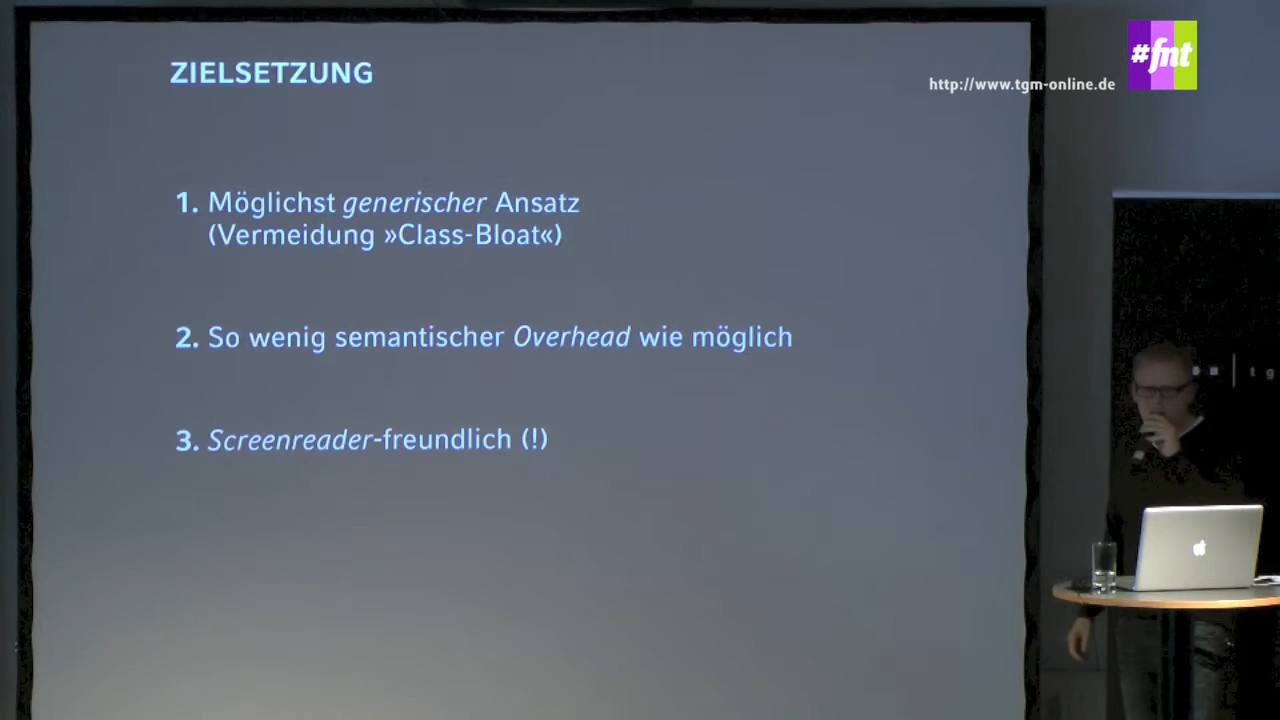 ZIELSETZUNG
#fnt
http://www.tgm-online.de
1. Möglichst generischer Ansatz
(Vermeidung »Class-Bloat«)
2. So wenig semantischer Overhead wie möglich
3. Screenreader-freundlich (!)